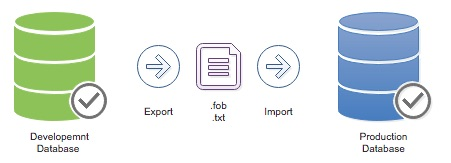 Developemnt
Database
Export
.fob
.txt
Import
Production
Database